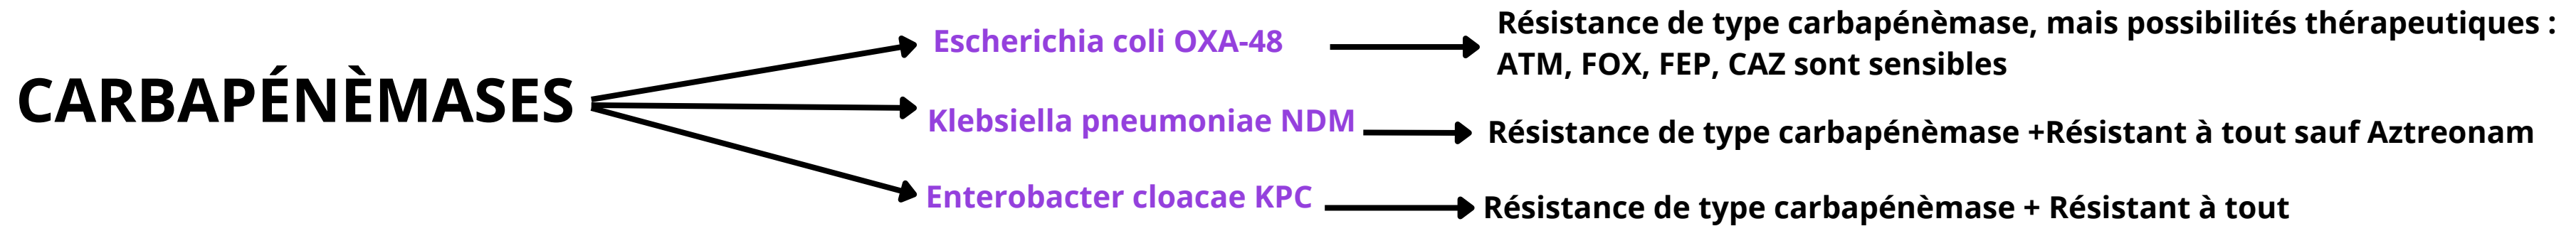 CARBAPÉNÈMASES
Escherichia coli OXA-48
Résistance de type carbapénèmase, mais possibilités thérapeutiques :
ATM, FOX, FEP, CAZ sont sensibles
Klebsiella pneumoniae NDM
Résistance de type carbapénèmase +Résistant à tout sauf Aztreonam
Enterobacter cloacae KPC
Résistance de type carbapénèmase + Résistant à tout